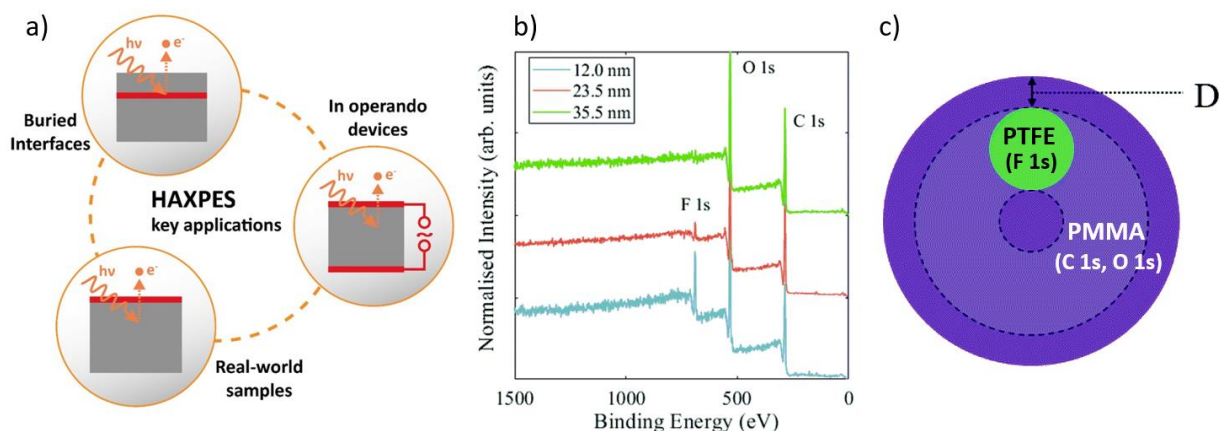 a)
hν
e-
Buried
Interfaces
In operando
devices
hν
e-
HAXPES
key applications
hν
e-
Real-world
samples
b)
Normalised Intensity (arb. units)
12.0 nm
23.5 nm
35.5 nm
O 1s
C 1s
F 1s
1500
1000
500
0
Binding Energy (eV)
c)
D
PTFE
(F 1s)
PMMA
(C 1s, O 1s)